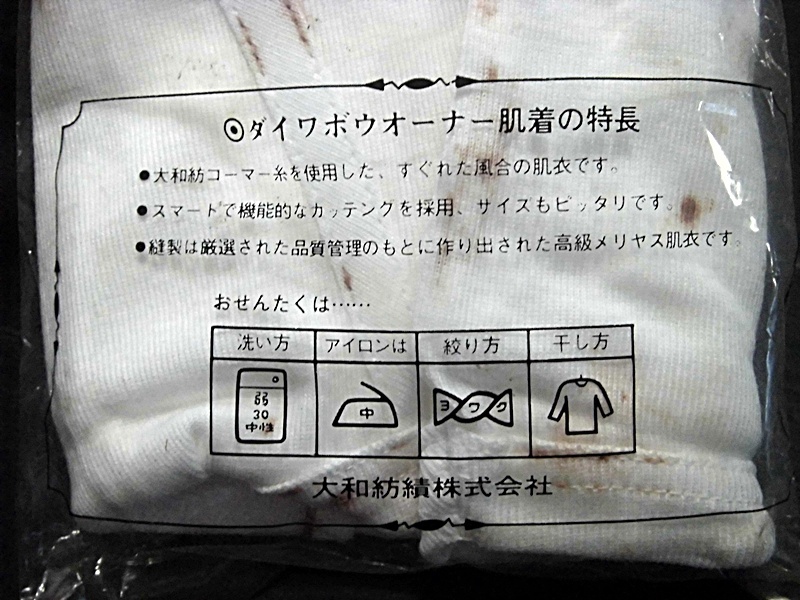 ダイワボウオーナー肌着の特長
●大和紡コーマー糸を使用した、すぐれた風合の肌衣です。
●スマートで機能的なカッテングを採用、サイズもピッタリです。
●縫製は厳選された品質管理のもとに作り出された高級メリヤス肌衣です。
おせんたくは……
洗い方 アイロンは 絞り方 干し方
弱
30
中性
中
ヨワク
大和紡績株式会社